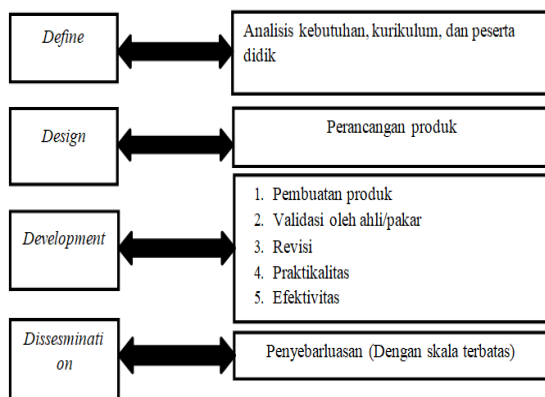 Define
Analisis kebutuhan, kurikulum, dan peserta
didik
Design
Perancangan produk
Development
1. Pembuatan produk
2. Validasi oleh ahli/pakar
3. Revisi
4. Praktikalitas
5. Efektivitas
Dissesminati
on
Penyebarluasan (Dengan skala terbatas)